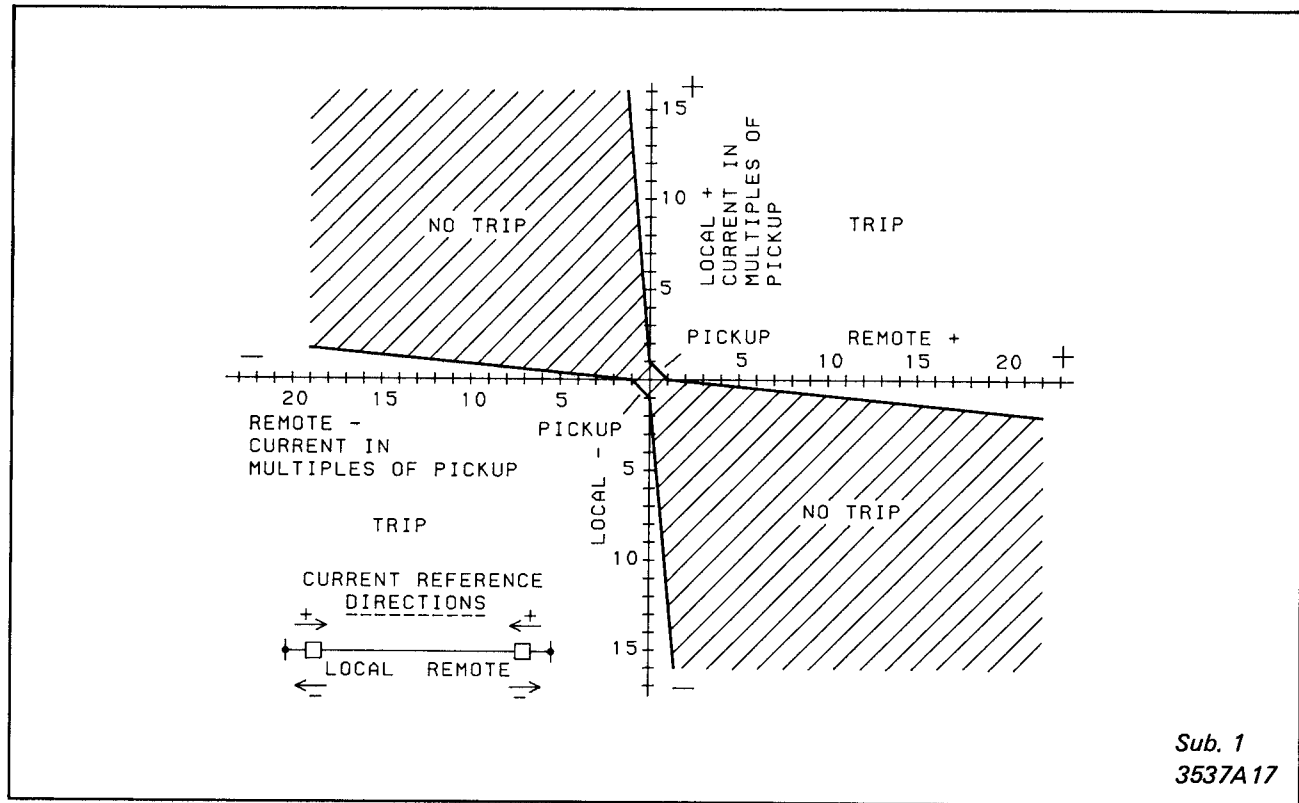 +
15
LOCAL +
CURRENT IN
MULTIPLES OF
PICKUP
10
NO TRIP
TRIP
5
PICKUP
REMOTE +
5
10
15
20
+
—
20
15
10
5
REMOTE -
CURRENT IN
MULTIPLES OF PICKUP
PICKUP
LOCAL -
5
NO TRIP
TRIP
10
CURRENT REFERENCE
DIRECTIONS
+
+
15
LOCAL
REMOTE
—
—
—
Sub. 1
3537A17